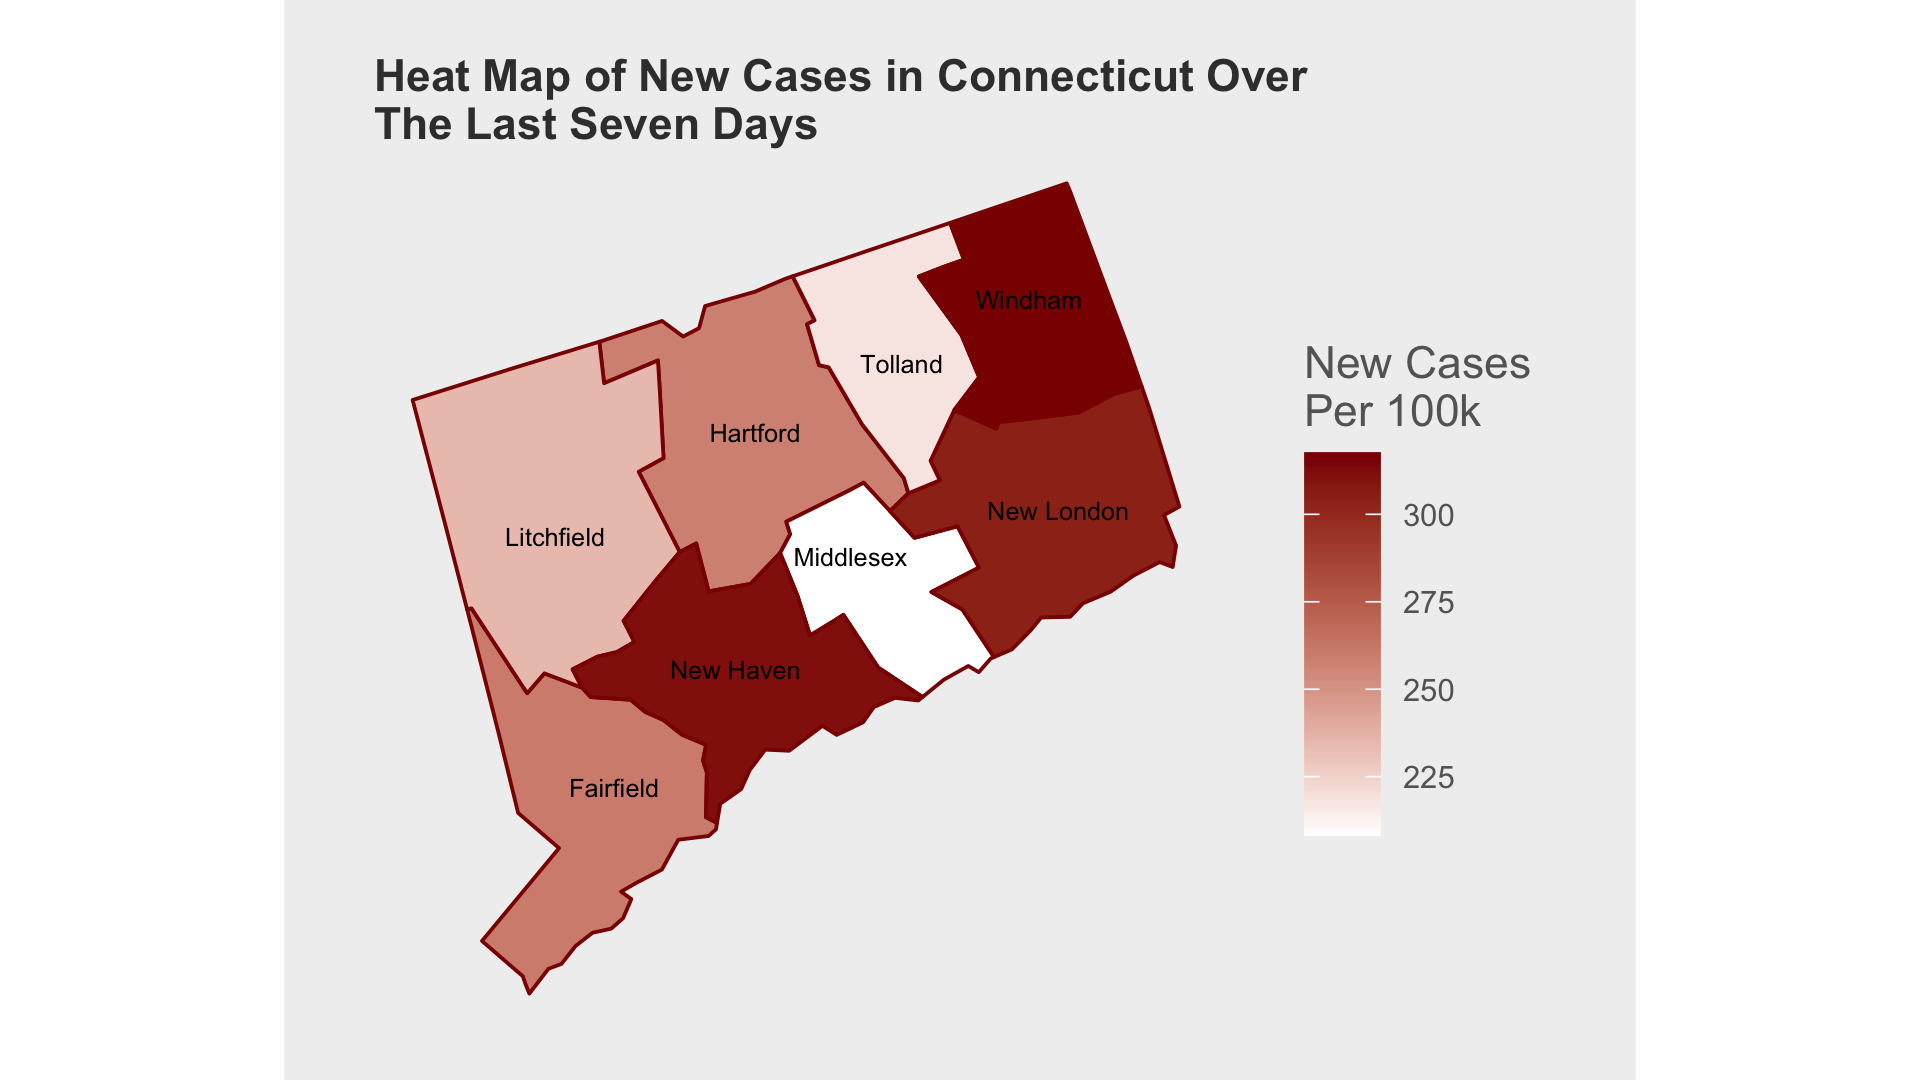 Heat Map of New Cases in Connecticut Over
The Last Seven Days
Windham
Tolland
Hartford
New London
Litchfield
Middlesex
New Haven
Fairfield
New Cases
Per 100k
300
275
250
225